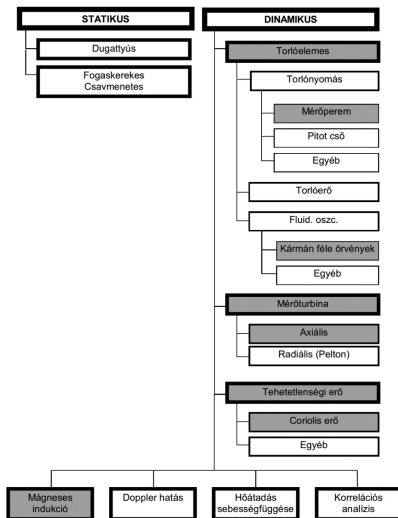 STATIKUS
Dugattyús
Fogaskerekes
Csavmenetes
DINAMIKUS
Torlóelemes
Torlónyomás
Mérőperem
Pitot cső
Egyéb
Torlóerő
Fluid. oszc.
Kármán féle örvények
Egyéb
Mérőturbina
Axiális
Radiális (Pelton)
Tehetetlenségi erő
Coriolis erő
Egyéb
Mágneses
indukció
Doppler hatás
Hőátadás
sebességfüggése
Korrelációs
analízis